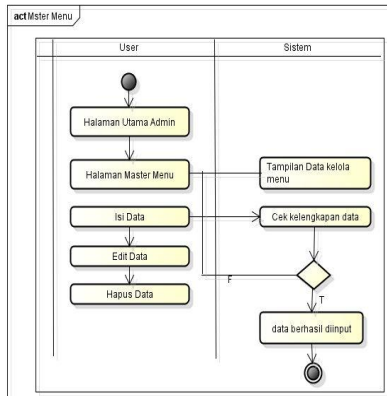 act Mster Menu
User
Sistem
Halaman Utama Admin
Halaman Master Menu
Tampilan Data kelola
menu
Isi Data
Cek kelengkapan data
Edit Data
F
Hapus Data
T
data berhasil diinput